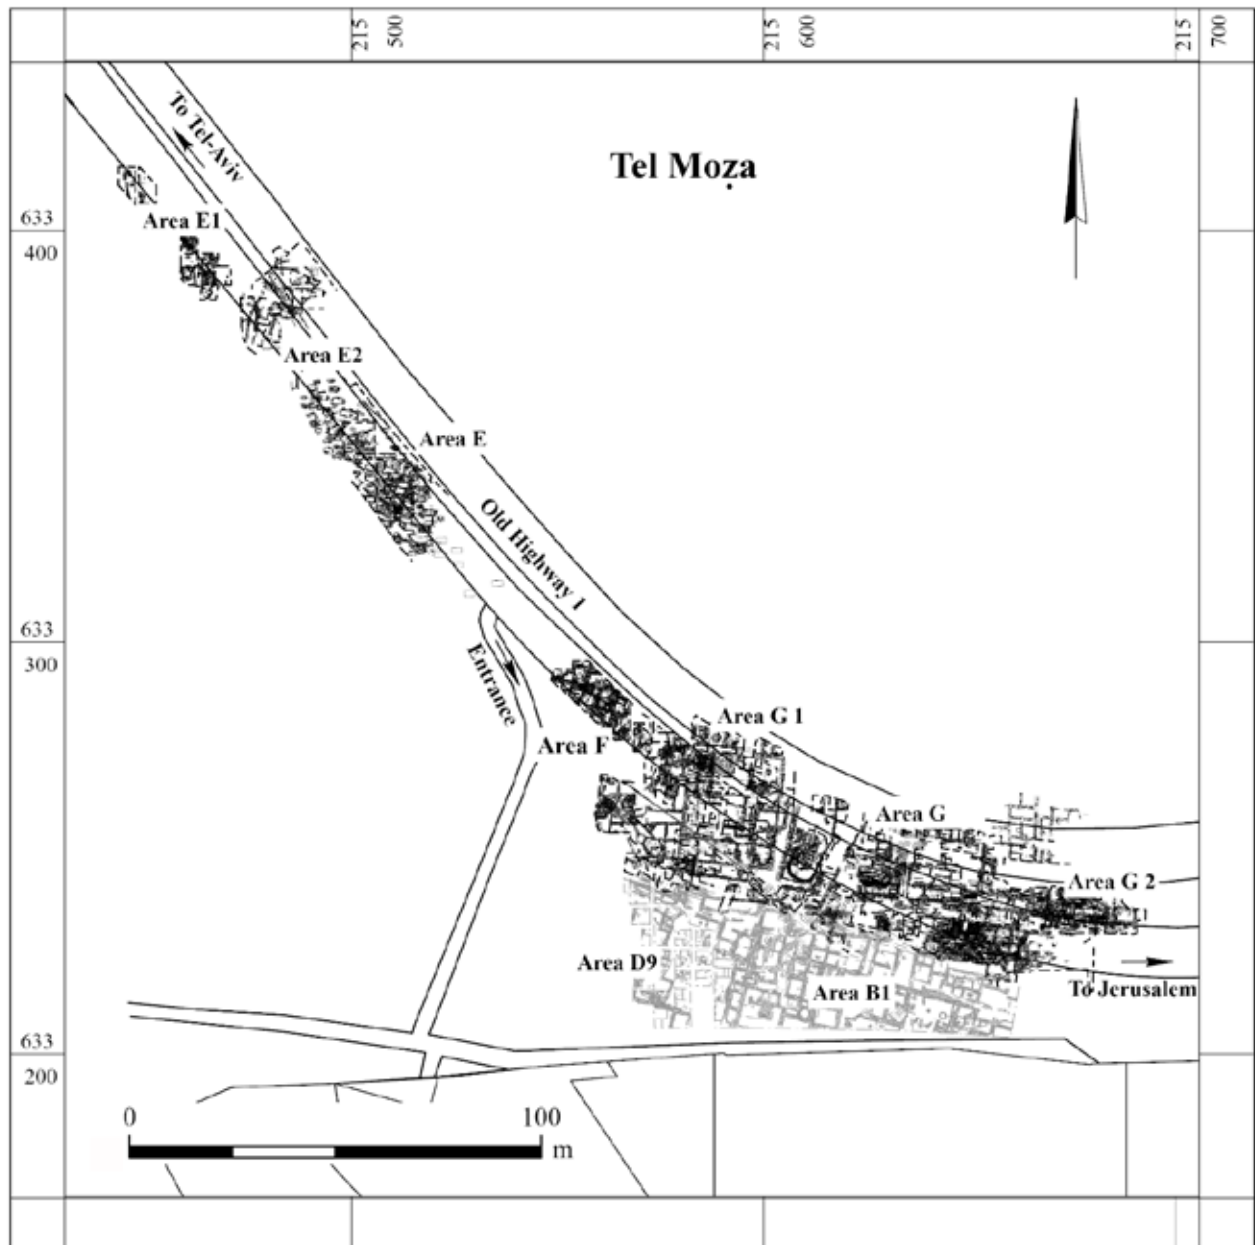 215
500
215
600
215
700
To Tel-Aviv
Tel Moẓa
633
400
Area E1
Area E2
Area E
Old Highway 1
633
300
Entrance
Area G 1
Area F
Area G
Area G 2
Area D9
Area B1
To Jerusalem
633
200
0
100
m